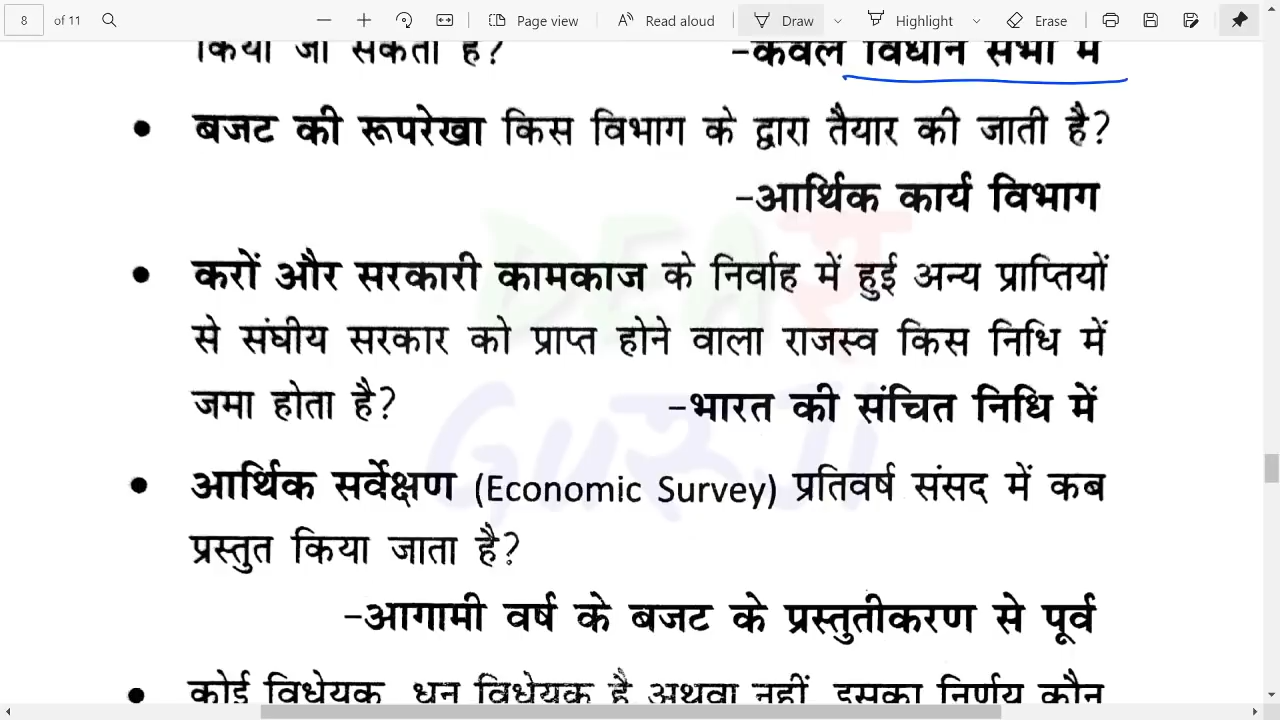 8 of 11 Page view Read aloud Draw Highlight Erase
किया जा सकता है? –केवल विधान सभा में
• बजट की रूपरेखा किस विभाग के द्वारा तैयार की जाती है?
–आर्थिक कार्य विभाग
• करों और सरकारी कामकाज के निर्वाह में हुई अन्य प्राप्तियों
से संघीय सरकार को प्राप्त होने वाला राजस्व किस निधि में
जमा होता है? –भारत की संचित निधि में
• आर्थिक सर्वेक्षण (Economic Survey) प्रतिवर्ष संसद में कब
प्रस्तुत किया जाता है?
–आगामी वर्ष के बजट के प्रस्तुतीकरण से पूर्व
• कोई विधेयक धन विधेयक है अथवा नहीं, इसका निर्णय कौन
DEAR
GURUJI